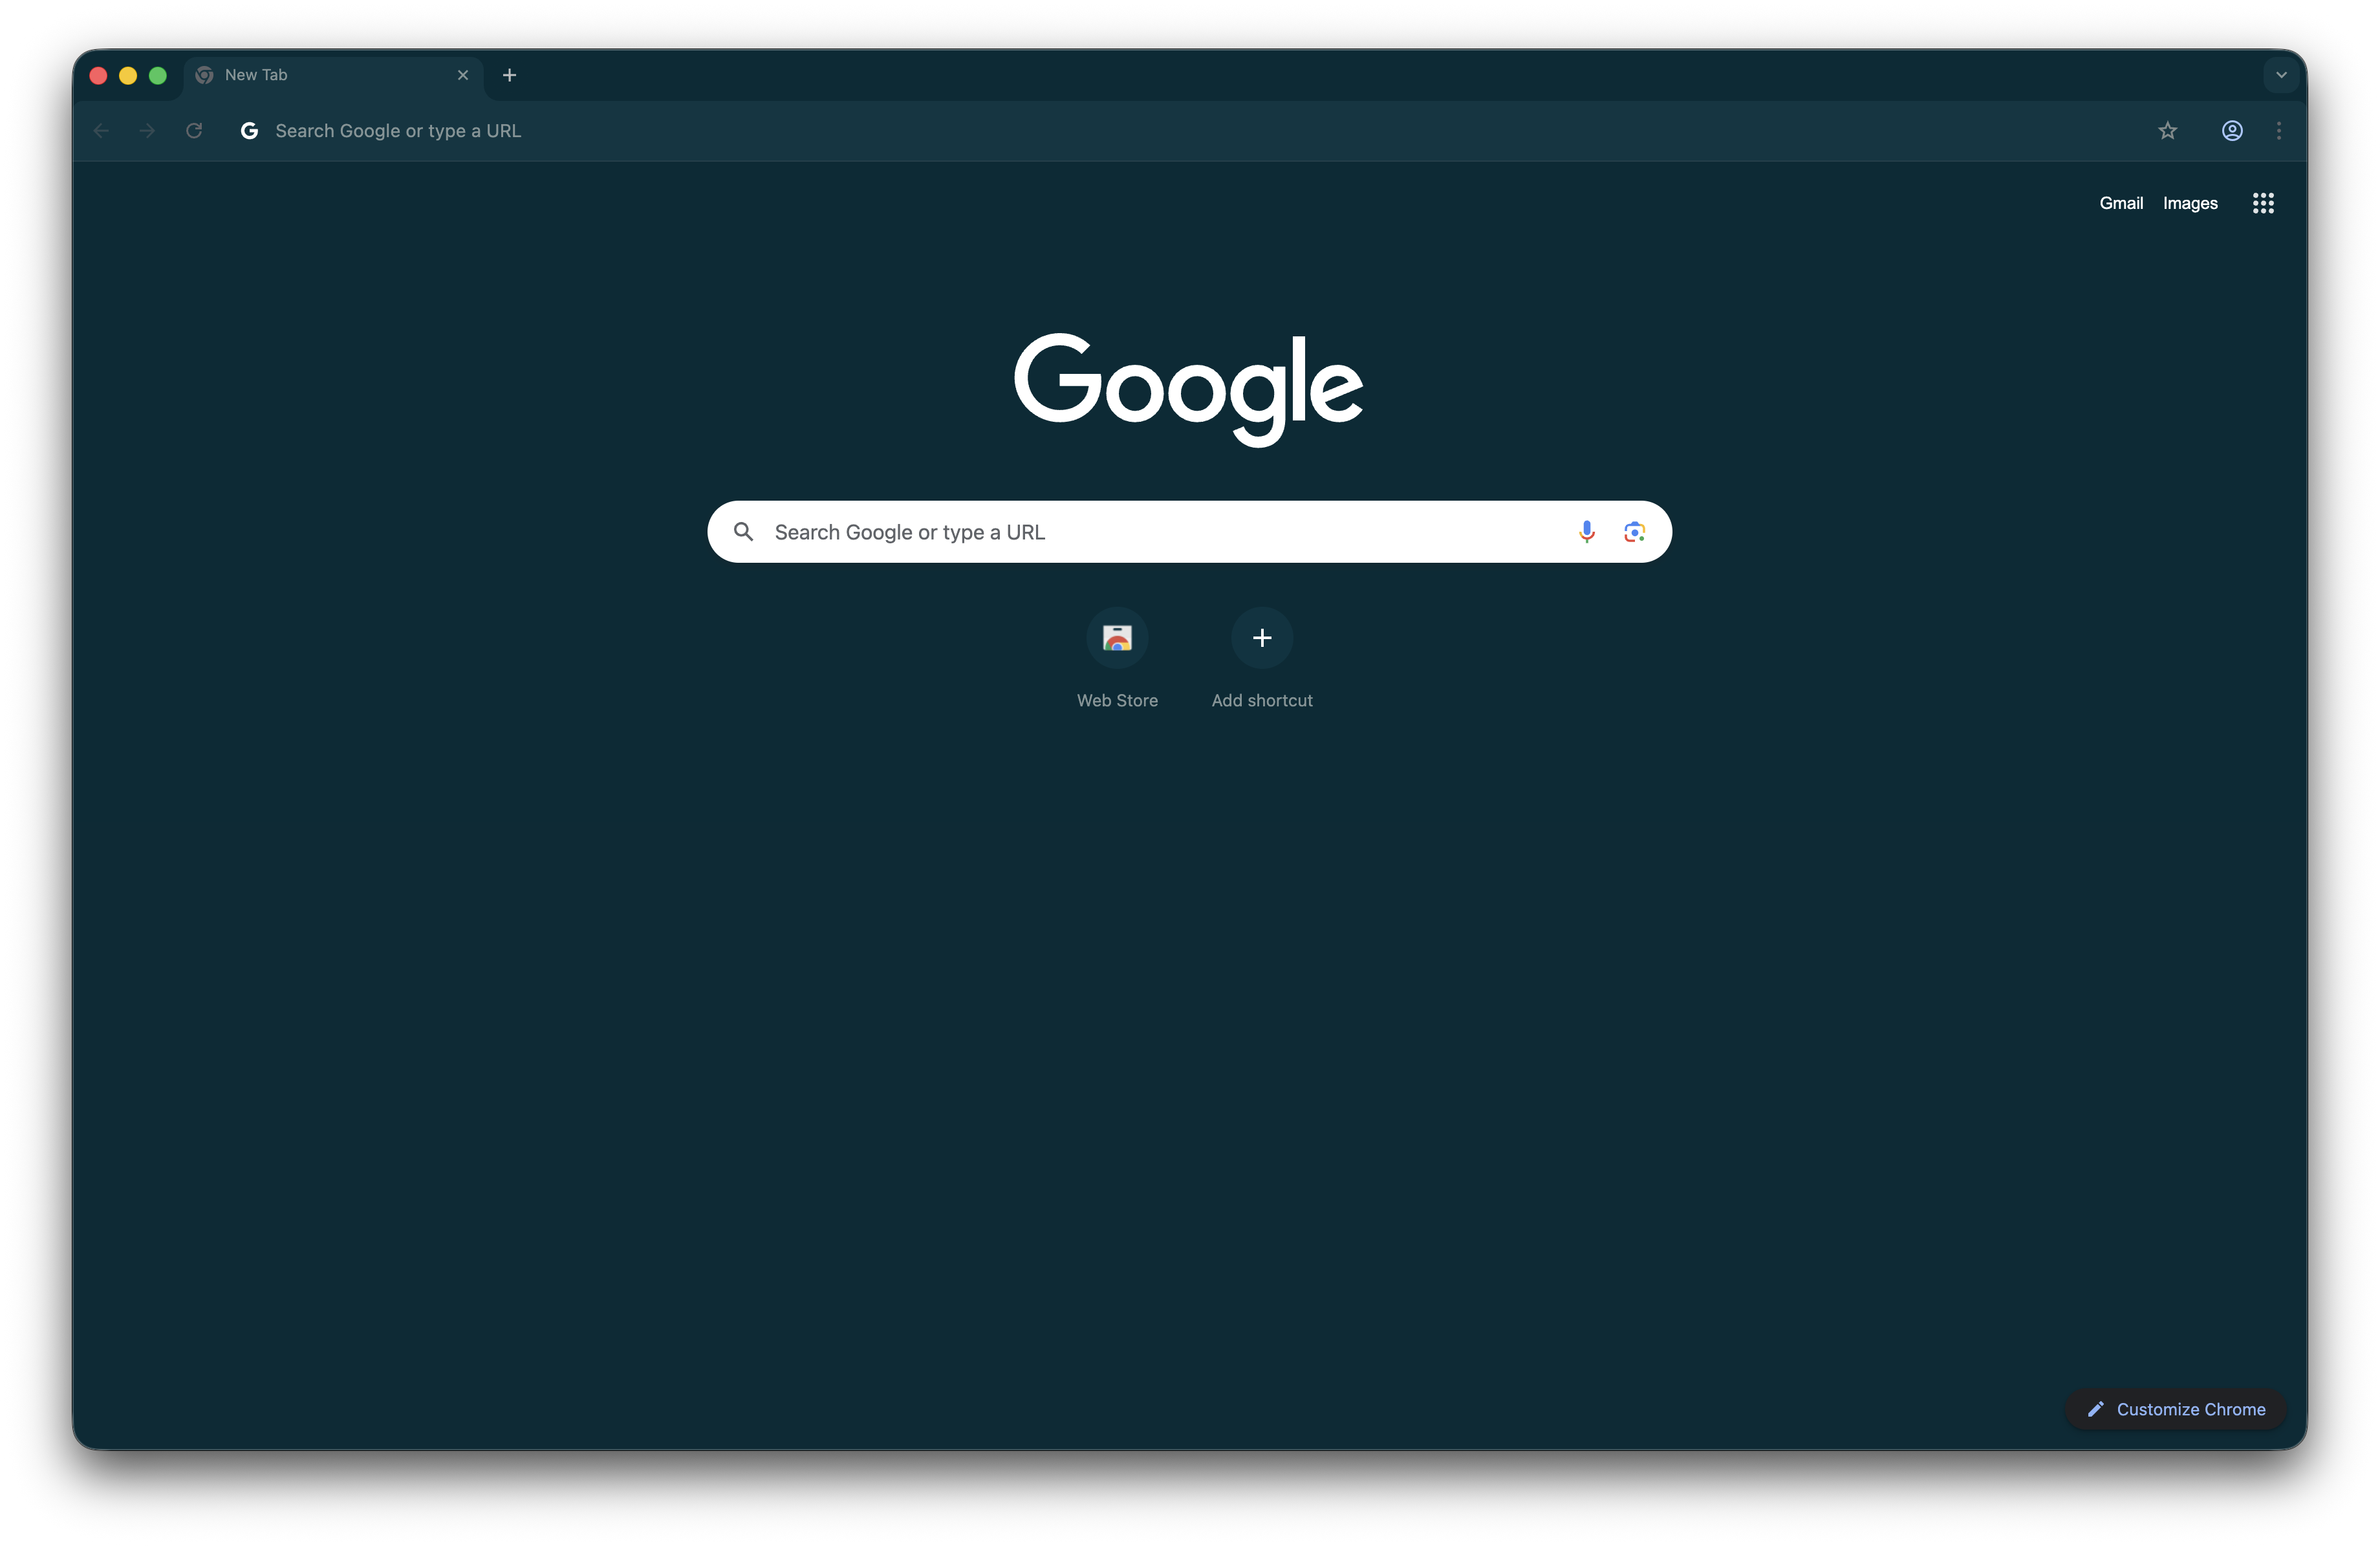 New Tab
Search Google or type a URL
Gmail Images
Google
Search Google or type a URL
Web Store Add shortcut
Customize Chrome